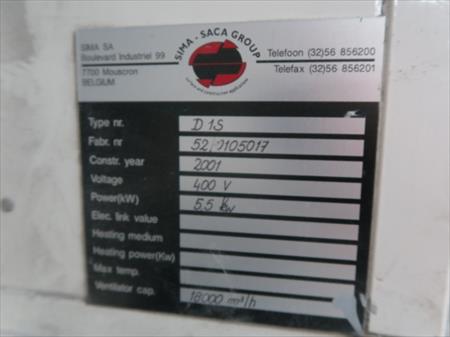 SIMA SA
Boulevard Industriel 99
7700 Mouscron
BELGIUM
SIMA - SACA GROUP
Telefoon (32)56 856200
Telefax (32)56 856201
Type nr. D 1S
Fabr. nr 52/0105017
Constr. year 2001
Voltage 400 V
Power(kW) 5.5 kw
Elec. link value
Heating medium
Heating power(Kw)
Max temp.
Ventilator cap. 18000 m³/h